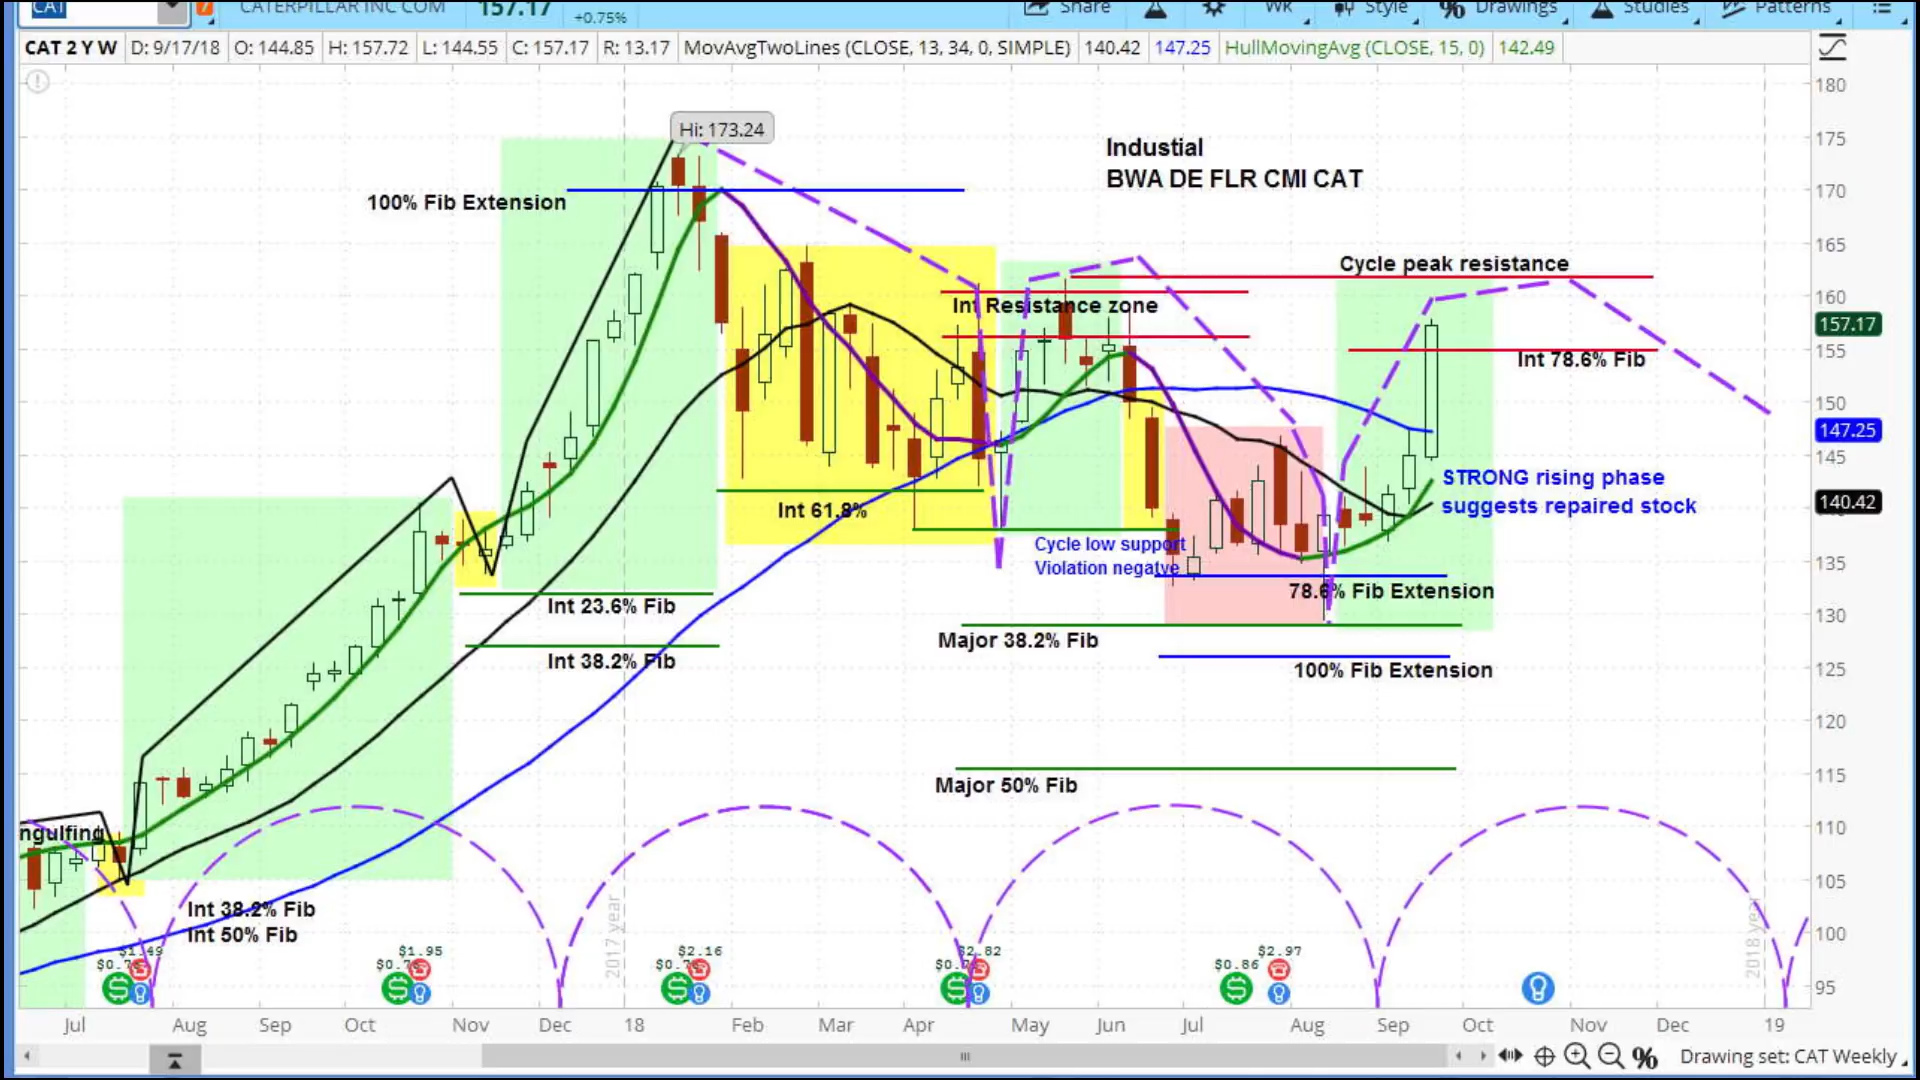 CAT
CATERPILLAR INC COM
157.17
+0.75%
Share
Wk
Style
Drawings
Studies
Patterns
CAT 2 Y W D: 9/17/18 O: 144.85 H: 157.72 L: 144.55 C: 157.17 R: 13.17 MovAvgTwoLines (CLOSE, 13, 34, 0, SIMPLE) 140.42 147.25 HullMovingAvg (CLOSE, 15, 0) 142.49
180
Hi: 173.24
175
Industial
BWA DE FLR CMI CAT
100% Fib Extension
170
165
Cycle peak resistance
Int Resistance zone
160
157.17
Int 78.6% Fib
155
150
147.25
145
STRONG rising phase
suggests repaired stock
140.42
Int 61.8%
Cycle low support
Violation negatve
135
78.6% Fib Extension
Int 23.6% Fib
130
Major 38.2% Fib
Int 38.2% Fib
100% Fib Extension
125
120
115
Major 50% Fib
110
ngulfing
105
Int 38.2% Fib
Int 50% Fib
100
2017 year
2018 year
$1.95
$2.16
$2.97
$0.86
95
Jul Aug Sep Oct Nov Dec 18 Feb Mar Apr May Jun Jul Aug Sep Oct Nov Dec 19
Drawing set: CAT Weekly